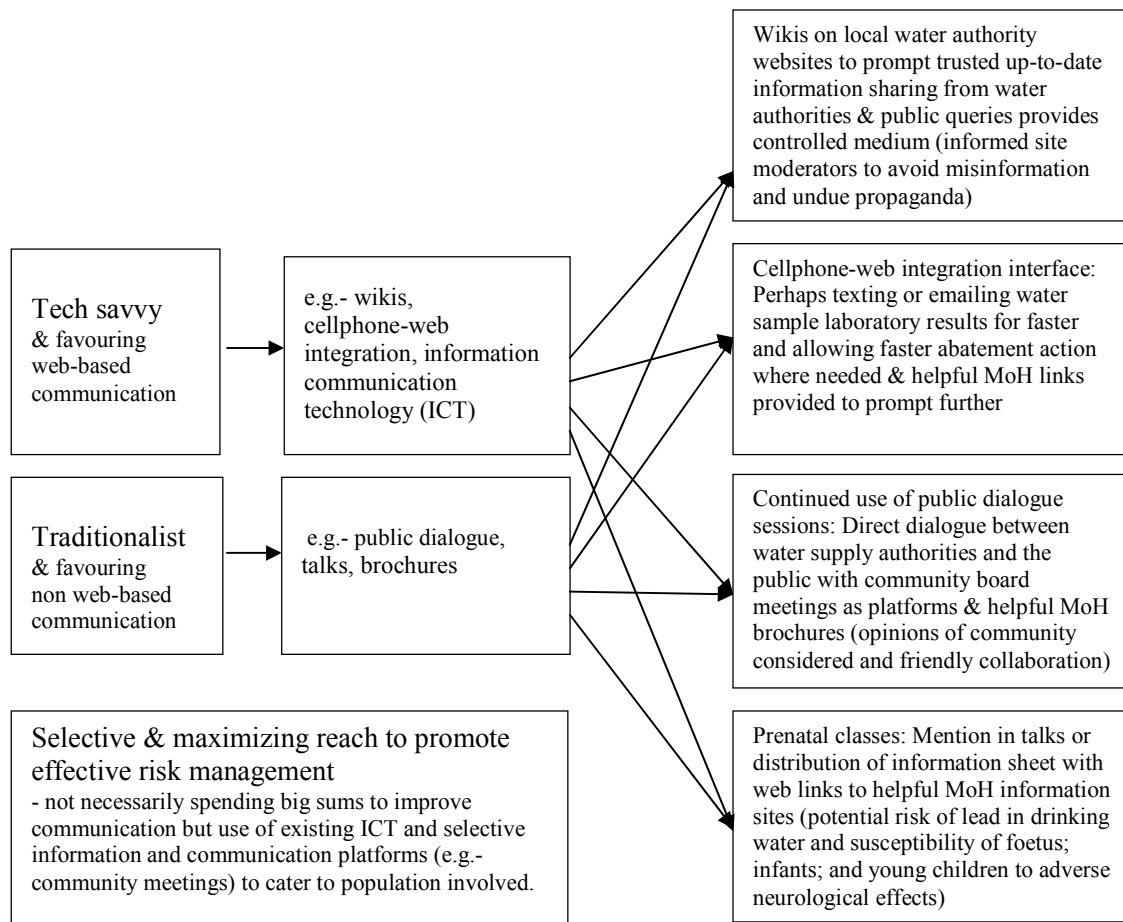 Tech savvy
& favouring
web-based
communication
e.g.- wikis,
cellphone-web
integration, information
communication
technology (ICT)
Traditionalist
& favouring
non web-based
communication
e.g.- public dialogue,
talks, brochures
Selective & maximizing reach to promote
effective risk management
- not necessarily spending big sums to improve
communication but use of existing ICT and selective
information and communication platforms (e.g.-
community meetings) to cater to population involved.
Wikis on local water authority
websites to prompt trusted up-to-date
information sharing from water
authorities & public queries provides
controlled medium (informed site
moderators to avoid misinformation
and undue propaganda)
Cellphone-web integration interface:
Perhaps texting or emailing water
sample laboratory results for faster
and allowing faster abatement action
where needed & helpful MoH links
provided to prompt further
Continued use of public dialogue
sessions: Direct dialogue between
water supply authorities and the
public with community board
meetings as platforms & helpful MoH
brochures (opinions of community
considered and friendly collaboration)
Prenatal classes: Mention in talks or
distribution of information sheet with
web links to helpful MoH information
sites (potential risk of lead in drinking
water and susceptibility of foetus;
infants; and young children to adverse
neurological effects)